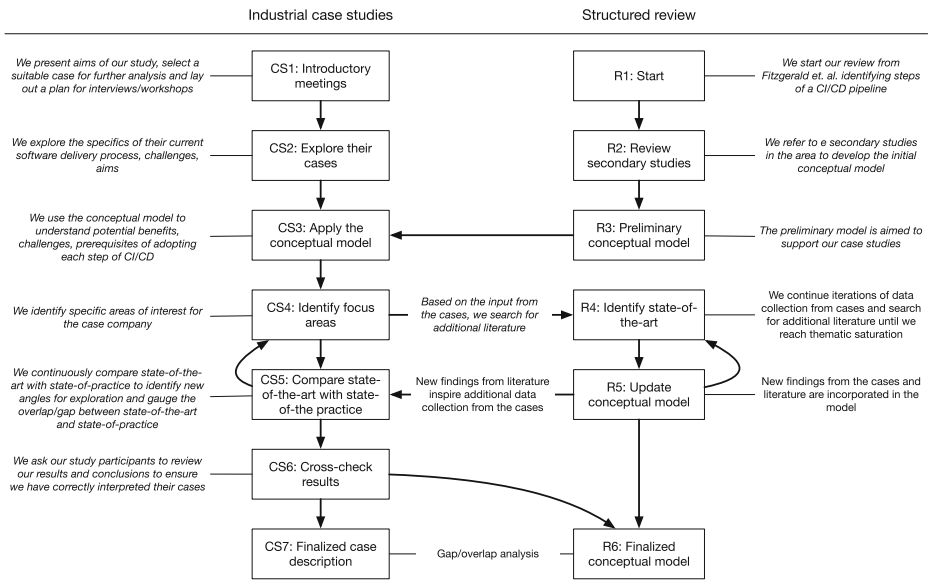 Industrial case studies
Structured review
We present aims of our study, select a
suitable case for further analysis and lay
out a plan for interviews/workshops
CS1: Introductory
meetings
R1: Start
We start our review from
Fitzgerald et. al. identifying steps
of a CI/CD pipeline
We explore the specifics of their current
software delivery process, challenges,
aims
CS2: Explore their
cases
R2: Review
secondary studies
We refer to e secondary studies
in the area to develop the initial
conceptual model
We use the conceptual model to
understand potential benefits,
challenges, prerequisites of adopting
each step of CI/CD
CS3: Apply the
conceptual model
R3: Preliminary
conceptual model
The preliminary model is aimed to
support our case studies
We identify specific areas of interest for
the case company
CS4: Identify focus
areas
Based on the input from
the cases, we search for
additional literature
R4: Identify state-of-
the-art
We continue iterations of data
collection from cases and search
for additional literature until we
reach thematic saturation
We continuously compare state-of-the-
art with state-of-practice to identify new
angles for exploration and gauge the
overlap/gap between state-of-the-art
and state-of-practice
CS5: Compare state-
of-the-art with state-
of-the practice
New findings from literature
inspire additional data
collection from the cases
R5: Update
conceptual model
New findings from the cases and
literature are incorporated in the
model
We ask our study participants to review
our results and conclusions to ensure
we have correctly interpreted their cases
CS6: Cross-check
results
CS7: Finalized case
description
Gap/overlap analysis
R6: Finalized
conceptual model